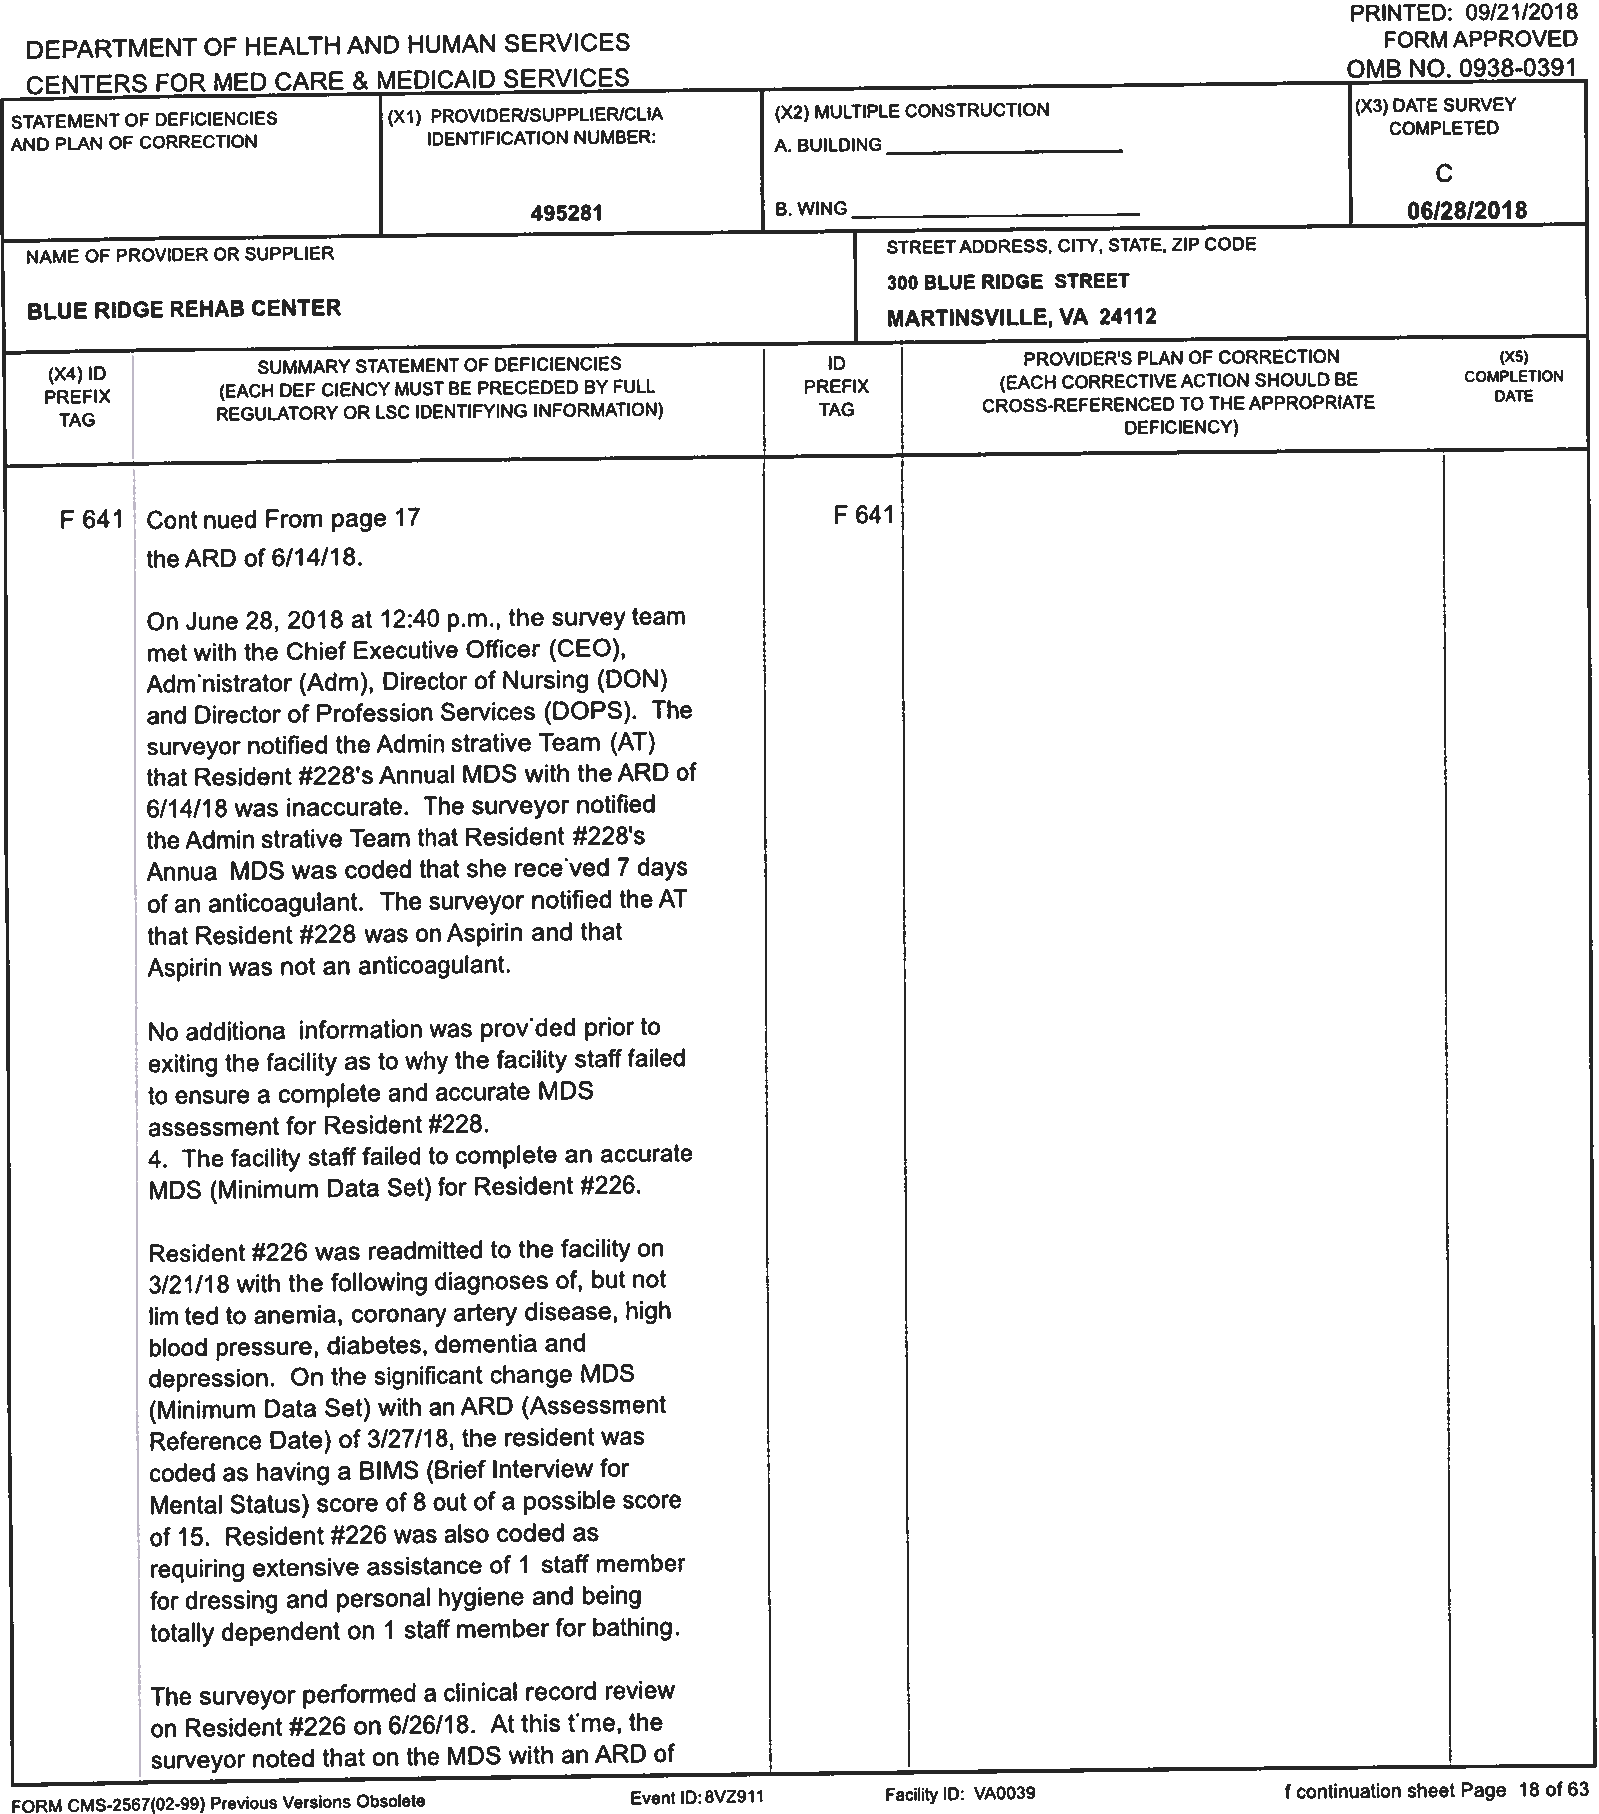 PRINTED: 09/21/2018
DEPARTMENT OF HEALTH AND HUMAN SERVICES
FORM APPROVED
CENTERS FOR MED CARE & MEDICAID SERVICES
OMB NO. 0938-0391
STATEMENT OF DEFICIENCIES
AND PLAN OF CORRECTION
(X1) PROVIDER/SUPPLIER/CLIA
IDENTIFICATION NUMBER:
495281
(X2) MULTIPLE CONSTRUCTION
A. BUILDING
B. WING
(X3) DATE SURVEY
COMPLETED
C
06/28/2018
NAME OF PROVIDER OR SUPPLIER
BLUE RIDGE REHAB CENTER
STREET ADDRESS, CITY, STATE, ZIP CODE
300 BLUE RIDGE STREET
MARTINSVILLE, VA 24112
(X4) ID
PREFIX
TAG
SUMMARY STATEMENT OF DEFICIENCIES
(EACH DEF CIENCY MUST BE PRECEDED BY FULL
REGULATORY OR LSC IDENTIFYING INFORMATION)
ID
PREFIX
TAG
PROVIDER'S PLAN OF CORRECTION
(EACH CORRECTIVE ACTION SHOULD BE
CROSS-REFERENCED TO THE APPROPRIATE
DEFICIENCY)
(X5)
COMPLETION
DATE
F 641
Cont nued From page 17
the ARD of 6/14/18.
On June 28, 2018 at 12:40 p.m., the survey team
met with the Chief Executive Officer (CEO),
Adm'nistrator (Adm), Director of Nursing (DON)
and Director of Profession Services (DOPS). The
surveyor notified the Admin strative Team (AT)
that Resident #228's Annual MDS with the ARD of
6/14/18 was inaccurate. The surveyor notified
the Admin strative Team that Resident #228's
Annua MDS was coded that she rece'ved 7 days
of an anticoagulant. The surveyor notified the AT
that Resident #228 was on Aspirin and that
Aspirin was not an anticoagulant.
No additiona information was prov'ded prior to
exiting the facility as to why the facility staff failed
to ensure a complete and accurate MDS
assessment for Resident #228.
4. The facility staff failed to complete an accurate
MDS (Minimum Data Set) for Resident #226.
Resident #226 was readmitted to the facility on
3/21/18 with the following diagnoses of, but not
lim ted to anemia, coronary artery disease, high
blood pressure, diabetes, dementia and
depression. On the significant change MDS
(Minimum Data Set) with an ARD (Assessment
Reference Date) of 3/27/18, the resident was
coded as having a BIMS (Brief Interview for
Mental Status) score of 8 out of a possible score
of 15. Resident #226 was also coded as
requiring extensive assistance of 1 staff member
for dressing and personal hygiene and being
totally dependent on 1 staff member for bathing.
The surveyor performed a clinical record review
on Resident #226 on 6/26/18. At this t'me, the
surveyor noted that on the MDS with an ARD of
F 641
FORM CMS-2567(02-99) Previous Versions Obsolete
Event ID: 8VZ911
Facility ID: VA0039
f continuation sheet Page 18 of 63